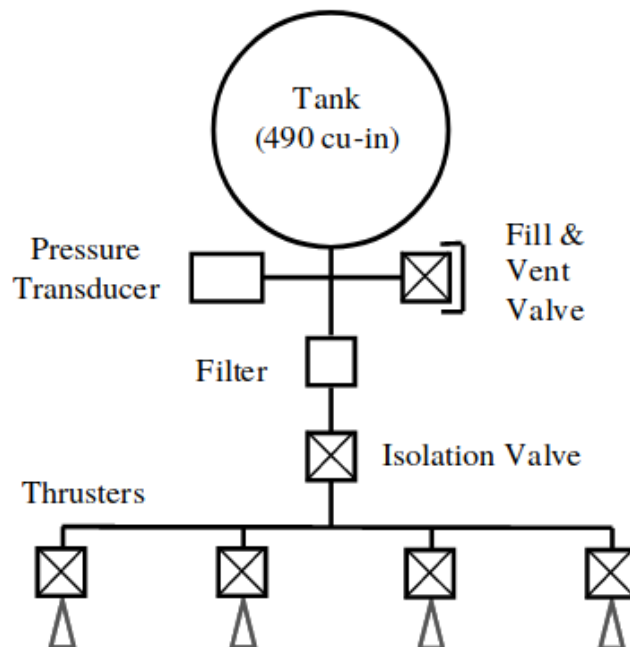 Tank
(490 cu-in)
Pressure
Transducer
Fill &
Vent
Valve
Filter
Isolation Valve
Thrusters